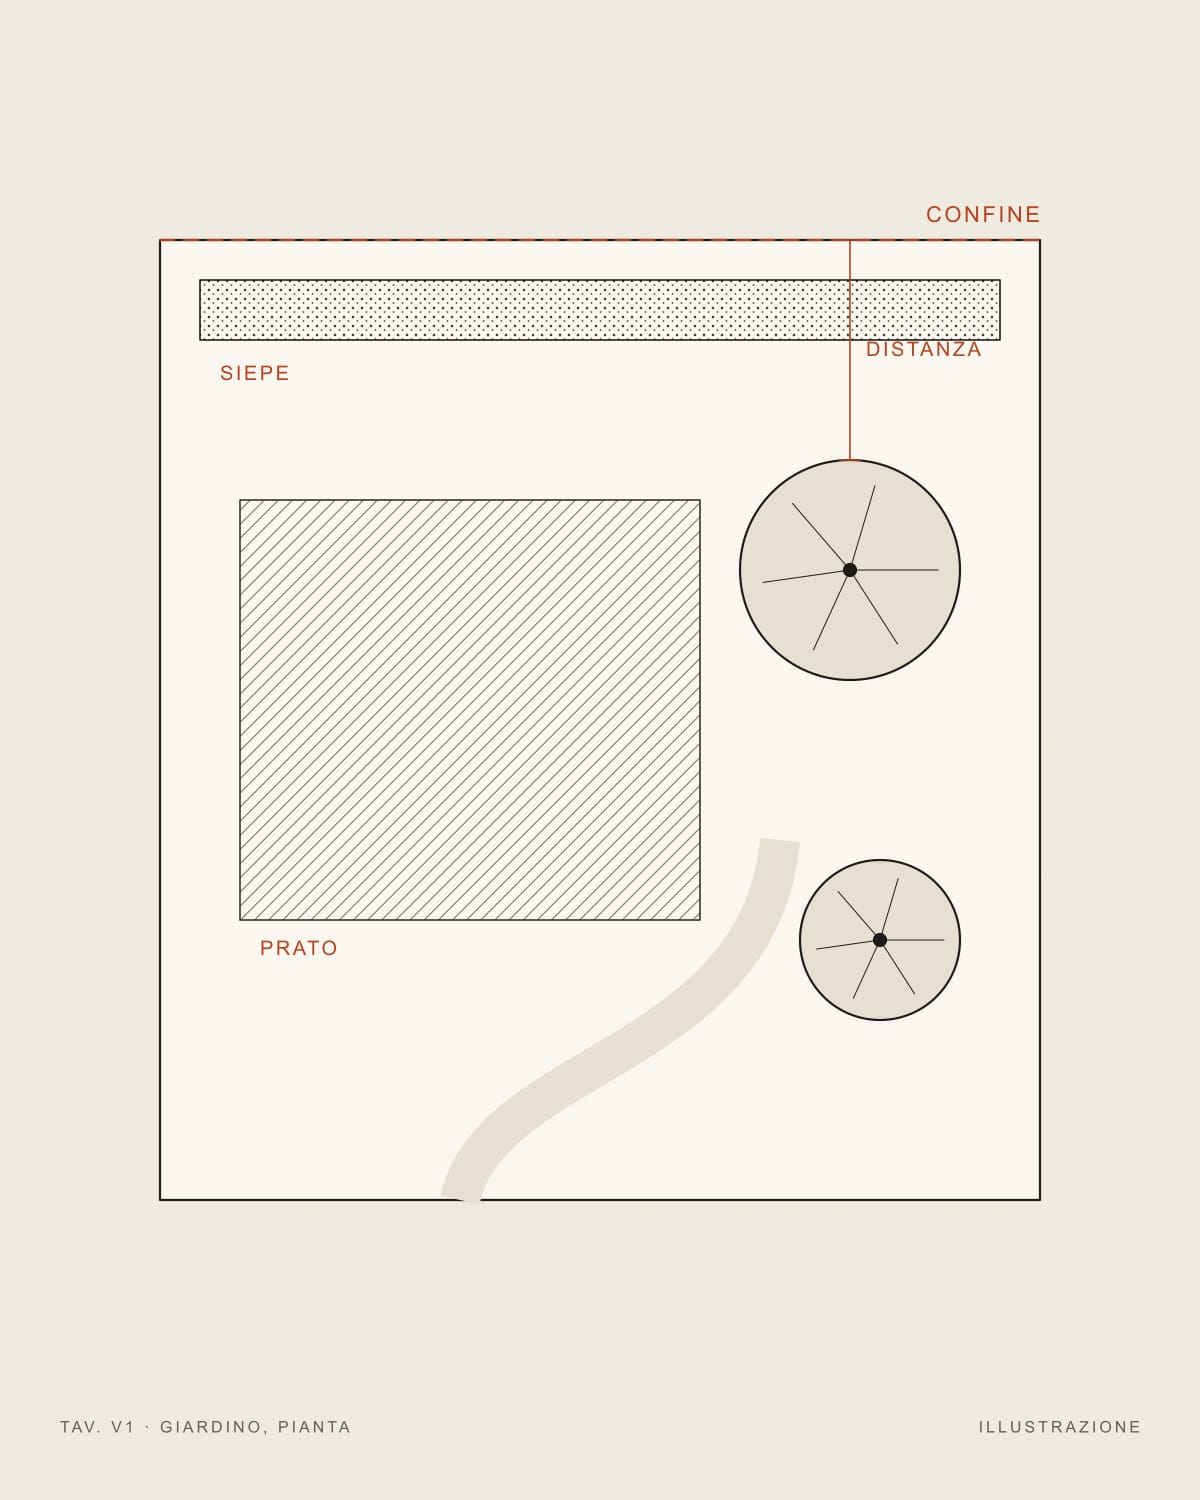 CONFINE
DISTANZA
SIEPE
PRATO
TAV. V1 · GIARDINO, PIANTA
ILLUSTRAZIONE